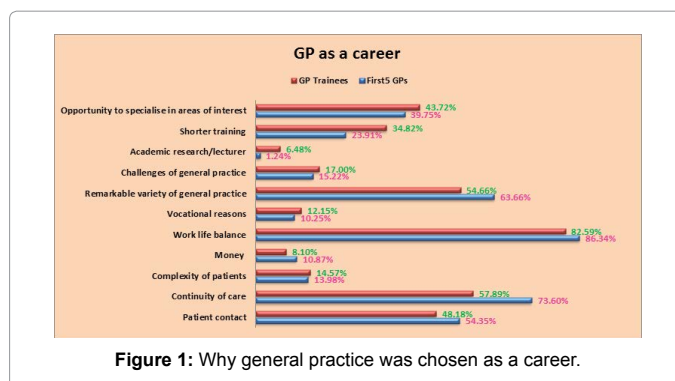 GP as a career
GP Trainees First5 GPs
Opportunity to specialise in areas of interest 43.72%
39.75%
Shorter training 34.82%
23.91%
Academic research/lecturer 6.48%
1.24%
Challenges of general practice 17.00%
15.22%
Remarkable variety of general practice 54.66%
63.66%
Vocational reasons 12.15%
10.25%
Work life balance 82.59%
86.34%
Money 8.10%
10.87%
Complexity of patients 14.57%
13.98%
Continuity of care 57.89%
73.60%
Patient contact 48.18%
54.35%
Figure 1: Why general practice was chosen as a career.